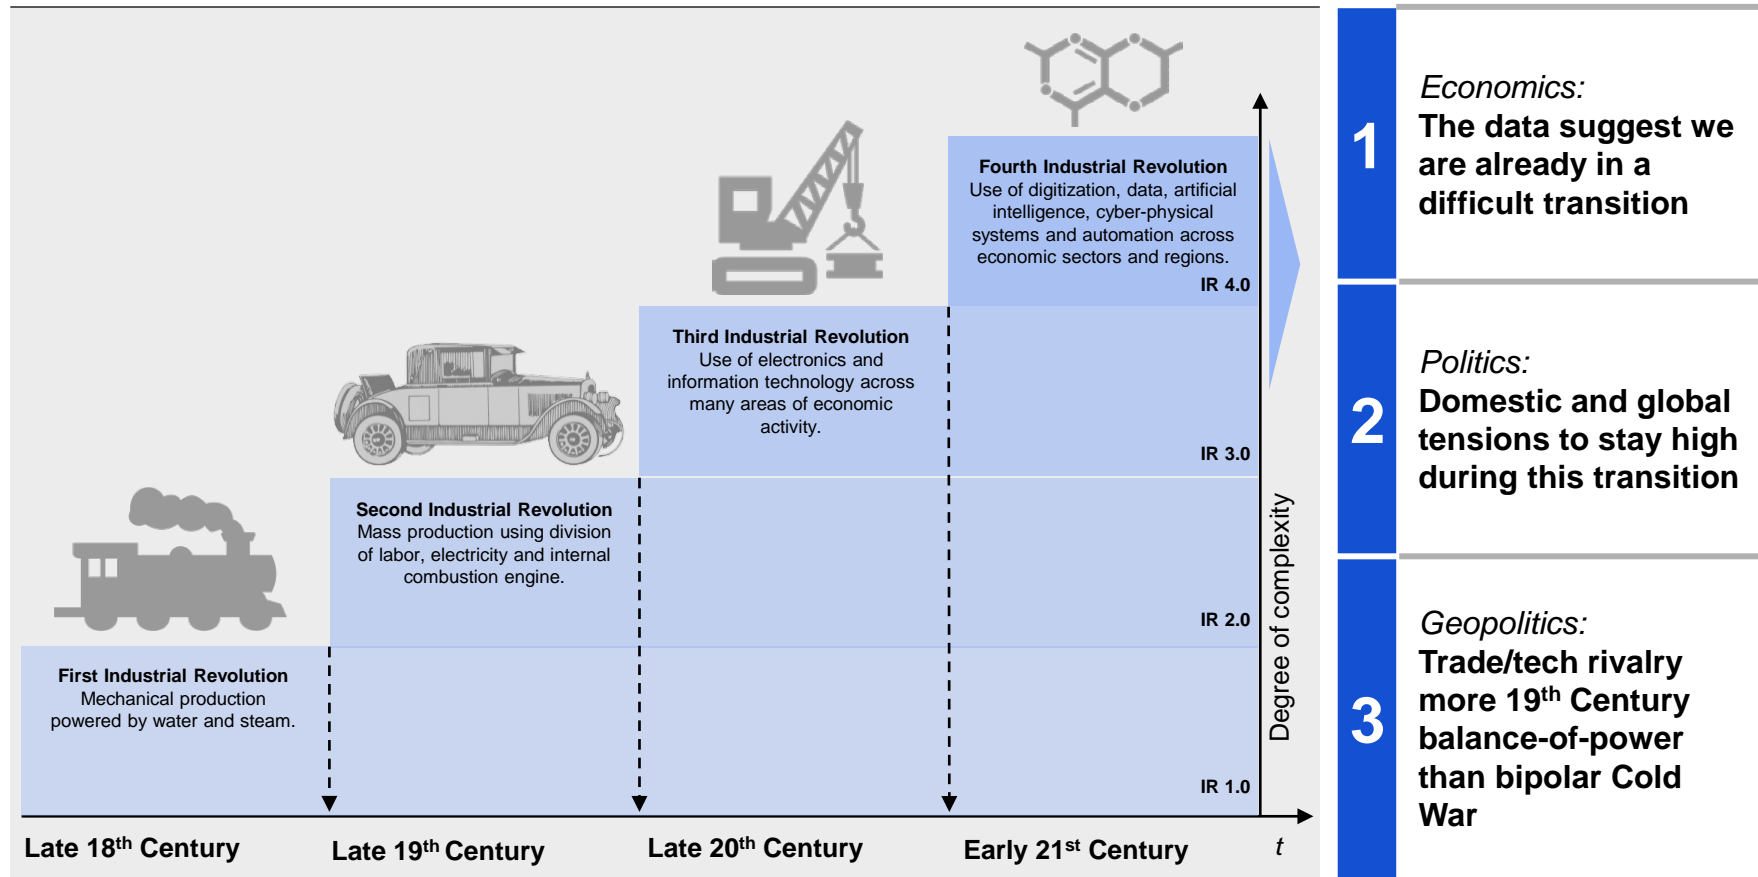 Fourth Industrial Revolution
Use of digitization, data, artificial
intelligence, cyber-physical
systems and automation across
economic sectors and regions.
IR 4.0
Third Industrial Revolution
Use of electronics and
information technology across
many areas of economic
activity.
IR 3.0
Second Industrial Revolution
Mass production using division
of labor, electricity and internal
combustion engine.
IR 2.0
First Industrial Revolution
Mechanical production
powered by water and steam.
IR 1.0
Degree of complexity
Late 18th Century
Late 19th Century
Late 20th Century
Early 21st Century
t
1
Economics:
The data suggest we
are already in a
difficult transition
2
Politics:
Domestic and global
tensions to stay high
during this transition
3
Geopolitics:
Trade/tech rivalry
more 19th Century
balance-of-power
than bipolar Cold
War